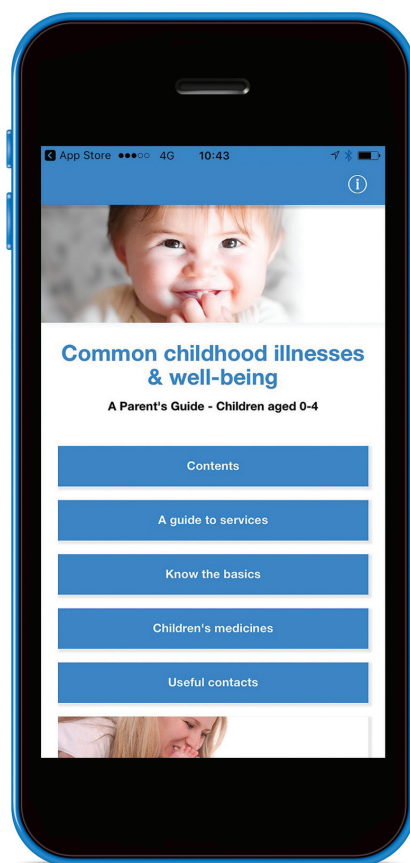 App Store 4G 10:43
Common childhood illnesses
& well-being
A Parent's Guide - Children aged 0-4
Contents
A guide to services
Know the basics
Children's medicines
Useful contacts